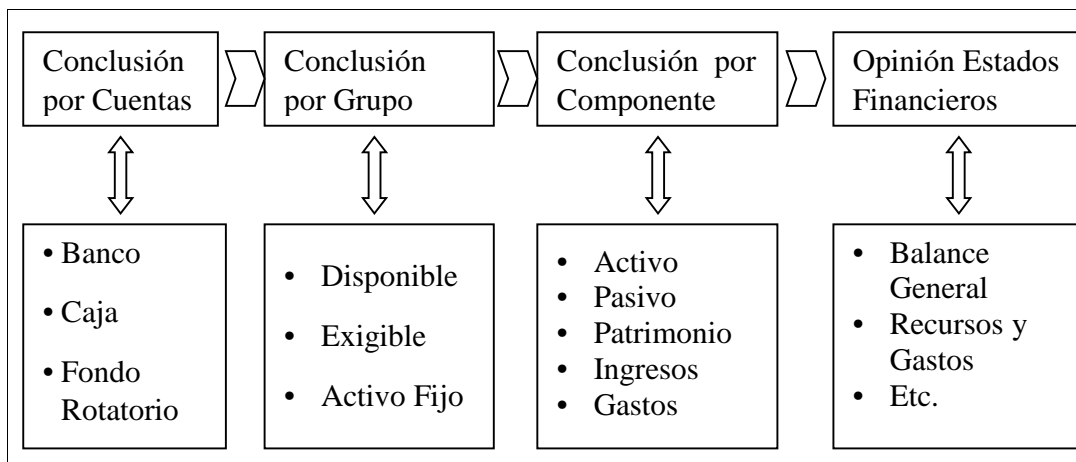 Conclusión
por Cuentas
Conclusión
por Grupo
Conclusión por
Componente
Opinión Estados
Financieros
• Banco
• Caja
• Fondo
Rotatorio
• Disponible
• Exigible
• Activo Fijo
• Activo
• Pasivo
• Patrimonio
• Ingresos
• Gastos
• Balance
General
• Recursos y
Gastos
• Etc.